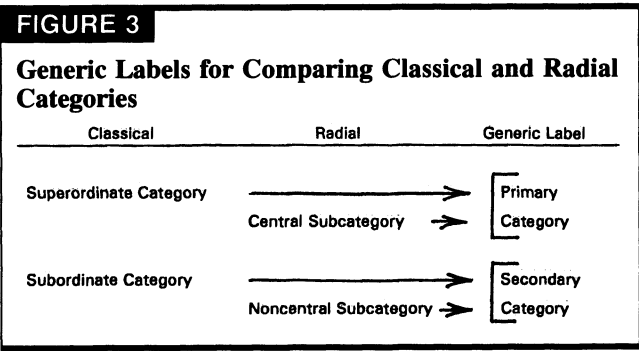 FIGURE 3
Generic Labels for Comparing Classical and Radial
Categories
Classical Radial Generic Label
Superordinate Category Primary
Central Subcategory Category
Subordinate Category Secondary
Noncentral Subcategory Category